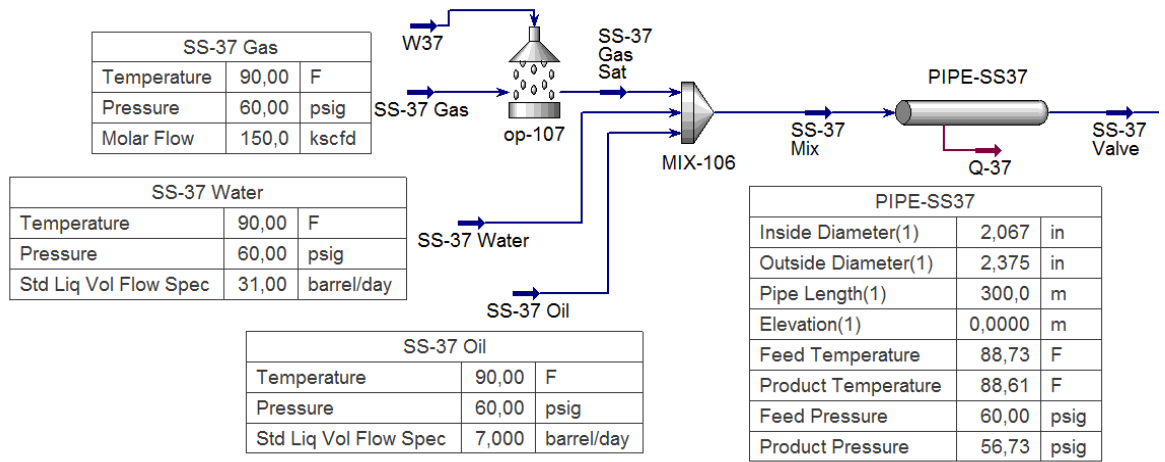 W37
SS-37 Gas
Temperature 90,00 F
Pressure 60,00 psig
Molar Flow 150,0 kscfd
SS-37 Gas
op-107
SS-37
Gas
Sat
MIX-106
SS-37
Mix
PIPE-SS37
Q-37
SS-37
Valve
SS-37 Water
Temperature 90,00 F
Pressure 60,00 psig
Std Liq Vol Flow Spec 31,00 barrel/day
SS-37 Water
SS-37 Oil
SS-37 Oil
Temperature 90,00 F
Pressure 60,00 psig
Std Liq Vol Flow Spec 7,000 barrel/day
PIPE-SS37
Inside Diameter(1) 2,067 in
Outside Diameter(1) 2,375 in
Pipe Length(1) 300,0 m
Elevation(1) 0,0000 m
Feed Temperature 88,73 F
Product Temperature 88,61 F
Feed Pressure 60,00 psig
Product Pressure 56,73 psig